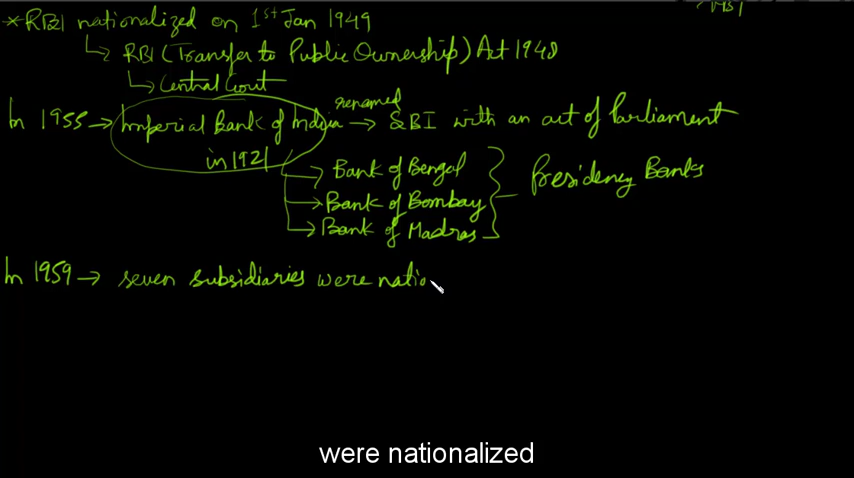 *RBI nationalized on 1st Jan 1949
RBI (Transfer to Public Ownership) Act 1948
Central Govt
renamed
In 1955 → Imperial Bank of India → SBI with an act of Parliament
in 1921
Bank of Bengal
Bank of Bombay
Presidency Banks
Bank of Madras
In 1959 → seven subsidiaries were natio
were nationalized